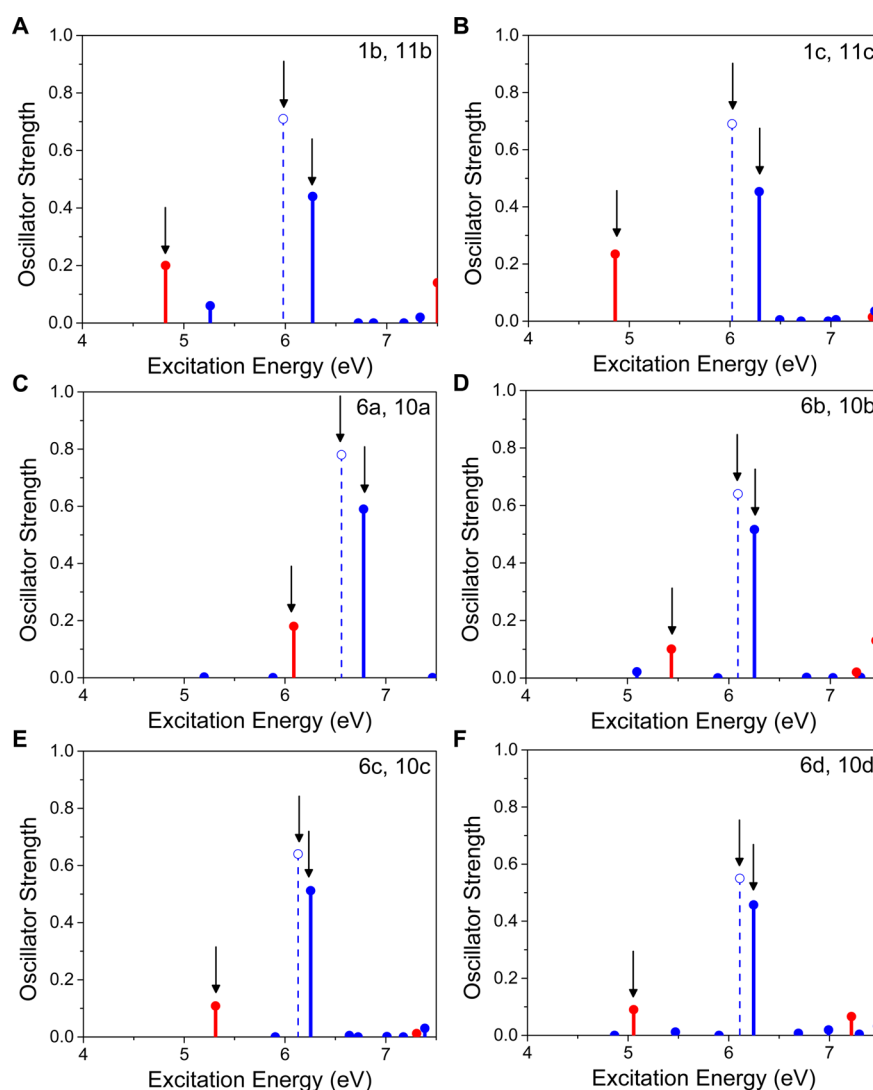 A
1b, 11b
1.0
0.8
0.6
0.4
0.2
0.0
4
5
6
7
Oscillator Strength
Excitation Energy (eV)
B
1c, 11c
1.0
0.8
0.6
0.4
0.2
0.0
4
5
6
7
Oscillator Strength
Excitation Energy (eV)
C
6a, 10a
1.0
0.8
0.6
0.4
0.2
0.0
4
5
6
7
Oscillator Strength
Excitation Energy (eV)
D
6b, 10b
1.0
0.8
0.6
0.4
0.2
0.0
4
5
6
7
Oscillator Strength
Excitation Energy (eV)
E
6c, 10c
1.0
0.8
0.6
0.4
0.2
0.0
4
5
6
7
Oscillator Strength
Excitation Energy (eV)
F
6d, 10d
1.0
0.8
0.6
0.4
0.2
0.0
4
5
6
7
Oscillator Strength
Excitation Energy (eV)